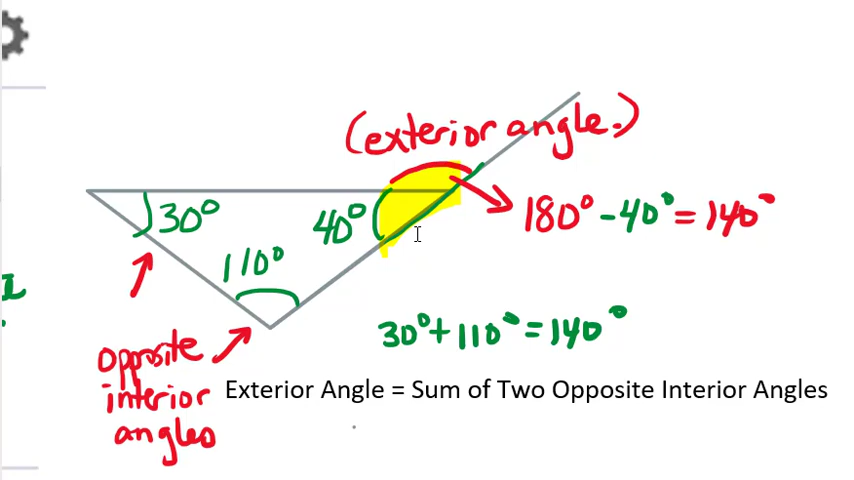 (exterior angle.)
30°
40°
180° - 40° = 140°
110°
30° + 110° = 140°
opposite
interior
angles
Exterior Angle = Sum of Two Opposite Interior Angles